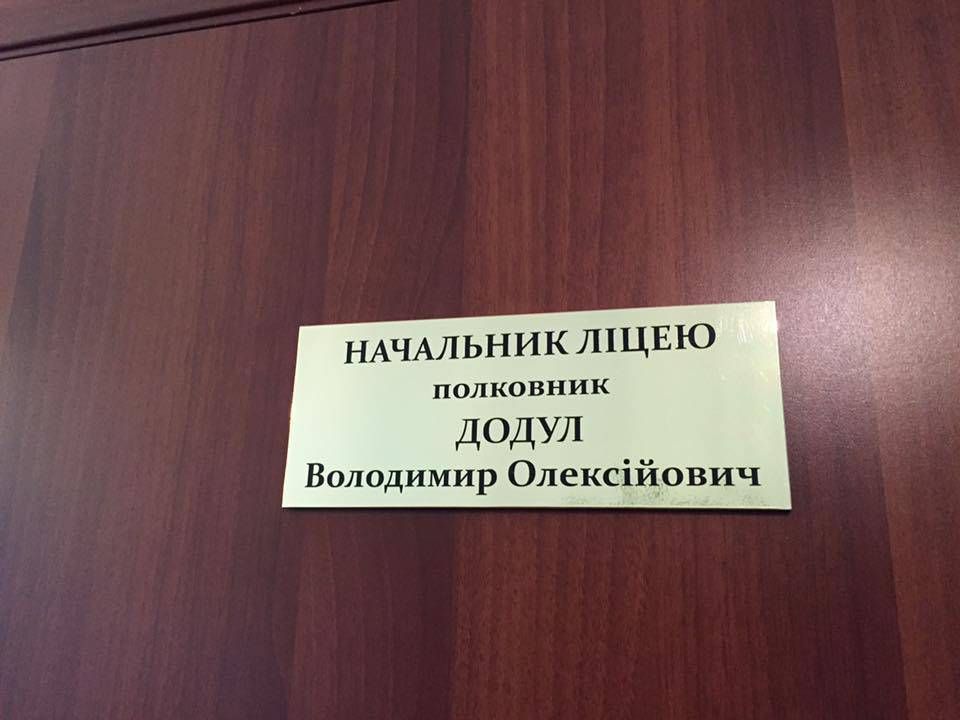 НАЧАЛЬНИК ЛІЦЕЮ
полковник
ДОДУЛ
Володимир Олексійович